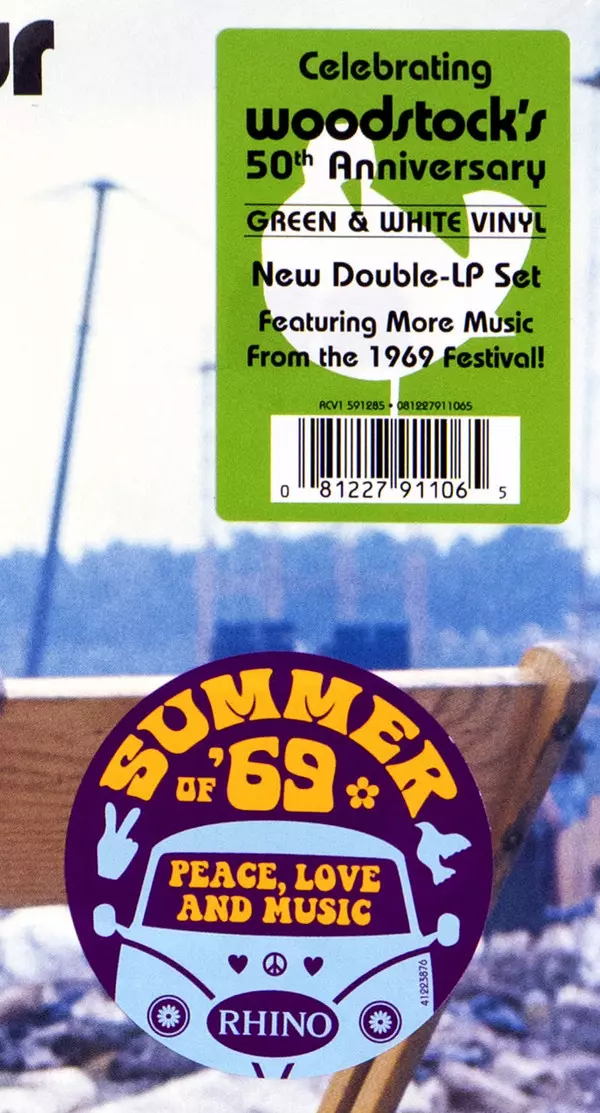 ur
Celebrating
woodstock's
50th Anniversary
GREEN & WHITE VINYL
New Double-LP Set
Featuring More Music
From the 1969 Festival!
RCV1 591285 • 081227911065
0 81227 91106 5
SUMMER
OF '69
PEACE, LOVE
AND MUSIC
RHINO
41223876